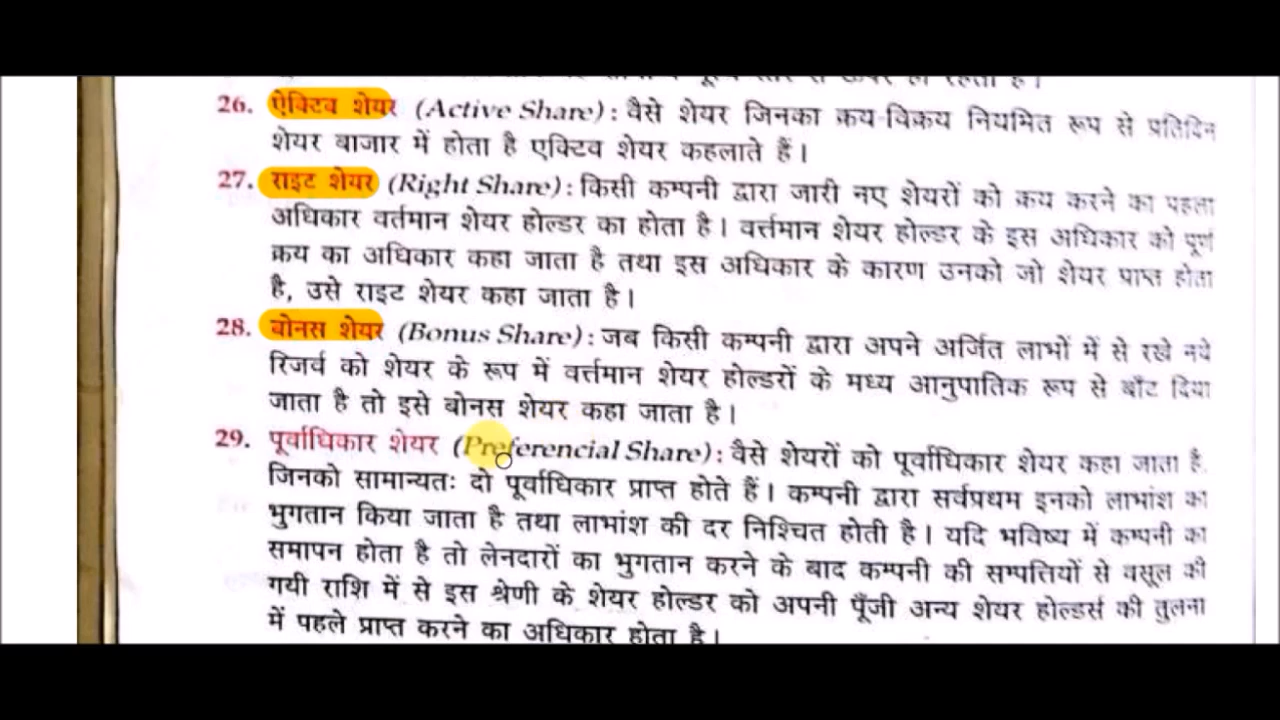 26. ऐक्टिव शेयर (Active Share) : वैसे शेयर जिनका क्रय-विक्रय नियमित रूप से प्रतिदिन
शेयर बाजार में होता है एक्टिव शेयर कहलाते हैं।
27. राइट शेयर (Right Share) : किसी कम्पनी द्वारा जारी नए शेयरों को क्रय करने का पहला
अधिकार वर्तमान शेयर होल्डर का होता है। वर्त्तमान शेयर होल्डर के इस अधिकार को पूर्ण
क्रय का अधिकार कहा जाता है तथा इस अधिकार के कारण उनको जो शेयर प्राप्त होता
है, उसे राइट शेयर कहा जाता है।
28. बोनस शेयर (Bonus Share) : जब किसी कम्पनी द्वारा अपने अर्जित लाभों में से रखे नये
रिजर्व को शेयर के रूप में वर्त्तमान शेयर होल्डरों के मध्य आनुपातिक रूप से बाँट दिया
जाता है तो इसे बोनस शेयर कहा जाता है।
29. पूर्वाधिकार शेयर (Preferencial Share) : वैसे शेयरों को पूर्वाधिकार शेयर कहा जाता है,
जिनको सामान्यतः दो पूर्वाधिकार प्राप्त होते हैं। कम्पनी द्वारा सर्वप्रथम इनको लाभांश का
भुगतान किया जाता है तथा लाभांश की दर निश्चित होती है। यदि भविष्य में कम्पनी का
समापन होता है तो लेनदारों का भुगतान करने के बाद कम्पनी की सम्पत्तियों से वसूल की
गयी राशि में से इस श्रेणी के शेयर होल्डर को अपनी पूँजी अन्य शेयर होल्डर्स की तुलना
में पहले प्राप्त करने का अधिकार होता है।